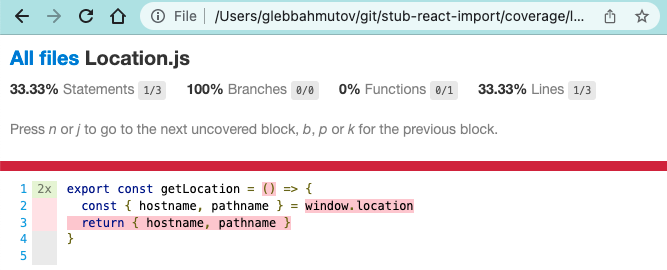 File /Users/glebbahmutov/git/stub-react-import/coverage/l...
All files Location.js
33.33% Statements 1/3 100% Branches 0/0 0% Functions 0/1 33.33% Lines 1/3
Press n or j to go to the next uncovered block, b, p or k for the previous block.
1 2x export const getLocation = () => {
2 const { hostname, pathname } = window.location
3 return { hostname, pathname }
4 }
5